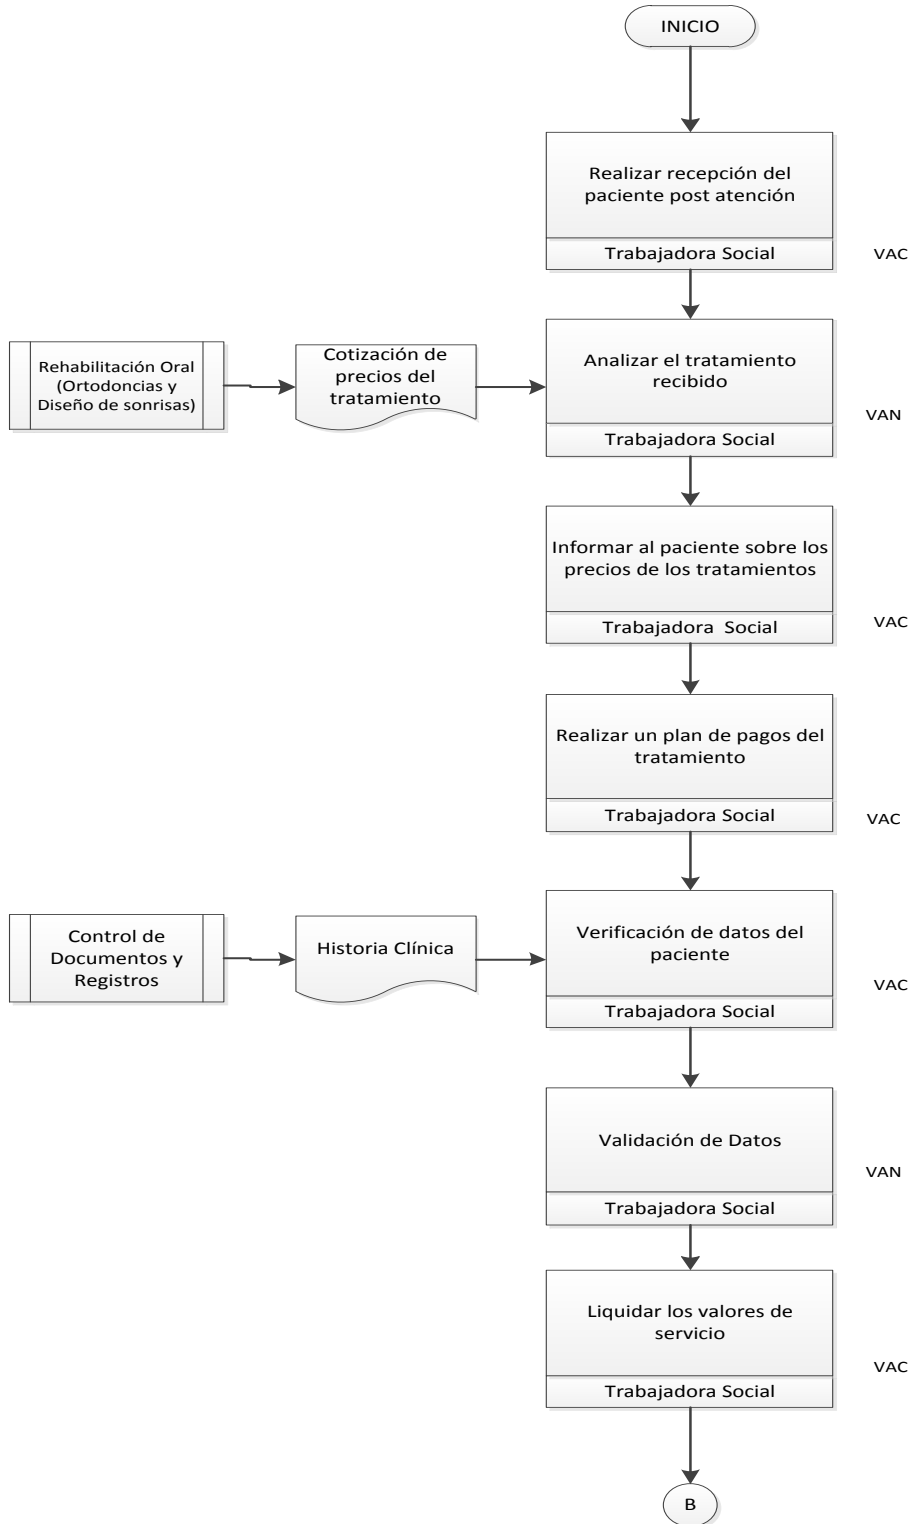 INICIO
Realizar recepción del
paciente post atención
Trabajadora Social
VAC
Rehabilitación Oral
(Ortodoncias y
Diseño de sonrisas)
Cotización de
precios del
tratamiento
Analizar el tratamiento
recibido
Trabajadora Social
VAN
Informar al paciente sobre los
precios de los tratamientos
Trabajadora Social
VAC
Realizar un plan de pagos del
tratamiento
Trabajadora Social
VAC
Control de
Documentos y
Registros
Historia Clínica
Verificación de datos del
paciente
Trabajadora Social
VAC
Validación de Datos
Trabajadora Social
VAN
Liquidar los valores de
servicio
Trabajadora Social
VAC
B